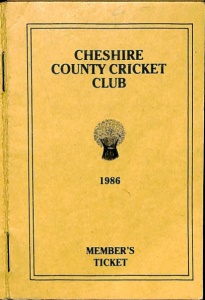 CHESHIRE
COUNTY CRICKET
CLUB
1986
MEMBER'S
TICKET